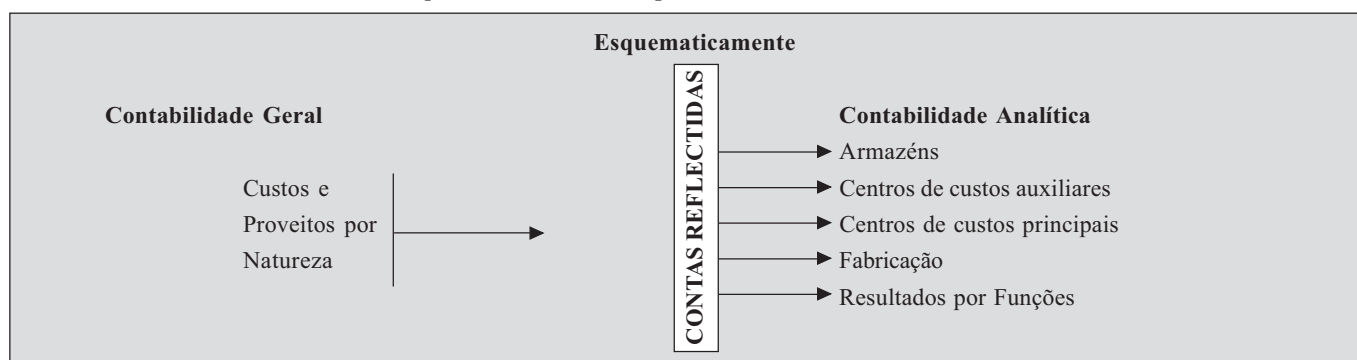 Esquematicamente
Contabilidade Geral
Custos e
Proveitos por
Natureza
CONTAS REFLECTIDAS
Contabilidade Analítica
Armazéns
Centros de custos auxiliares
Centros de custos principais
Fabricação
Resultados por Funções